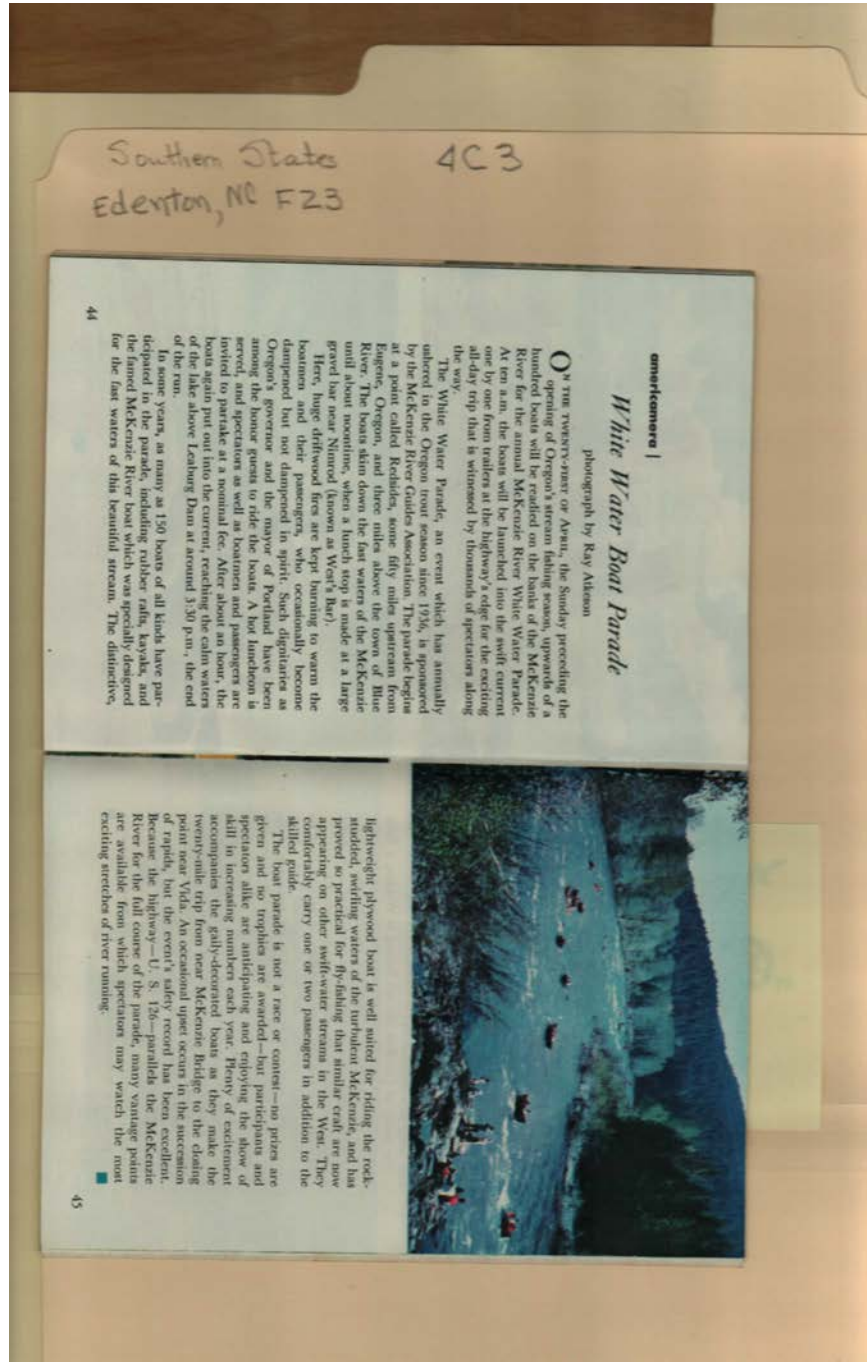 Southern States 4C3
Edenton, NC F23
americamera |
White Water Boat Parade
photograph by Ray Atkeson
ON THE TWENTY-FIRST OF APRIL, the Sunday preceding the
opening of Oregon's stream fishing season, upwards of a
hundred boats will be readied on the banks of the McKenzie
River for the annual McKenzie River White Water Parade.
At ten a.m. the boats will be launched into the swift current
one by one from trailers at the highway's edge for the exciting
all-day trip that is witnessed by thousands of spectators along
the way.
The White Water Parade, an event which has annually
ushered in the Oregon trout season since 1936, is sponsored
by the McKenzie River Guides Association. The parade begins
at a point called Redsides, some fifty miles upstream from
Eugene, Oregon, and three miles above the town of Blue
River. The boats skim down the fast waters of the McKenzie
until about noontime, when a lunch stop is made at a large
gravel bar near Nimrod (known as West's Bar).
Here, huge driftwood fires are kept burning to warm the
boatmen and their passengers, who occasionally become
dampened but not dampened in spirit. Such dignitaries as
Oregon's governor and the mayor of Portland have been
among the honor guests to ride the boats. A hot luncheon is
served, and spectators as well as boatmen and passengers are
invited to partake at a nominal fee. After about an hour, the
boats again put out into the current, reaching the calm waters
of the lake above Leaburg Dam at around 3:30 p.m., the end
of the run.
In some years, as many as 150 boats of all kinds have par-
ticipated in the parade, including rubber rafts, kayaks, and
the famed McKenzie River boat which was specially designed
for the fast waters of this beautiful stream. The distinctive,
44
lightweight plywood boat is well suited for riding the rock-
studded, swirling waters of the turbulent McKenzie, and has
proved so practical for fly-fishing that similar craft are now
appearing on other swift-water streams in the West. They
comfortably carry one or two passengers in addition to the
skilled guide.
The boat parade is not a race or contest—no prizes are
given and no trophies are awarded—but participants and
spectators alike are anticipating and enjoying the show of
skill in increasing numbers each year. Plenty of excitement
accompanies the gaily-decorated boats as they make the
twenty-mile trip from near McKenzie Bridge to the closing
point near Vida. An occasional upset occurs in the succession
of rapids, but the event's safety record has been excellent.
Because the highway—U. S. 126—parallels the McKenzie
River for the full course of the parade, many vantage points
are available from which spectators may watch the most
exciting stretches of river running.
45